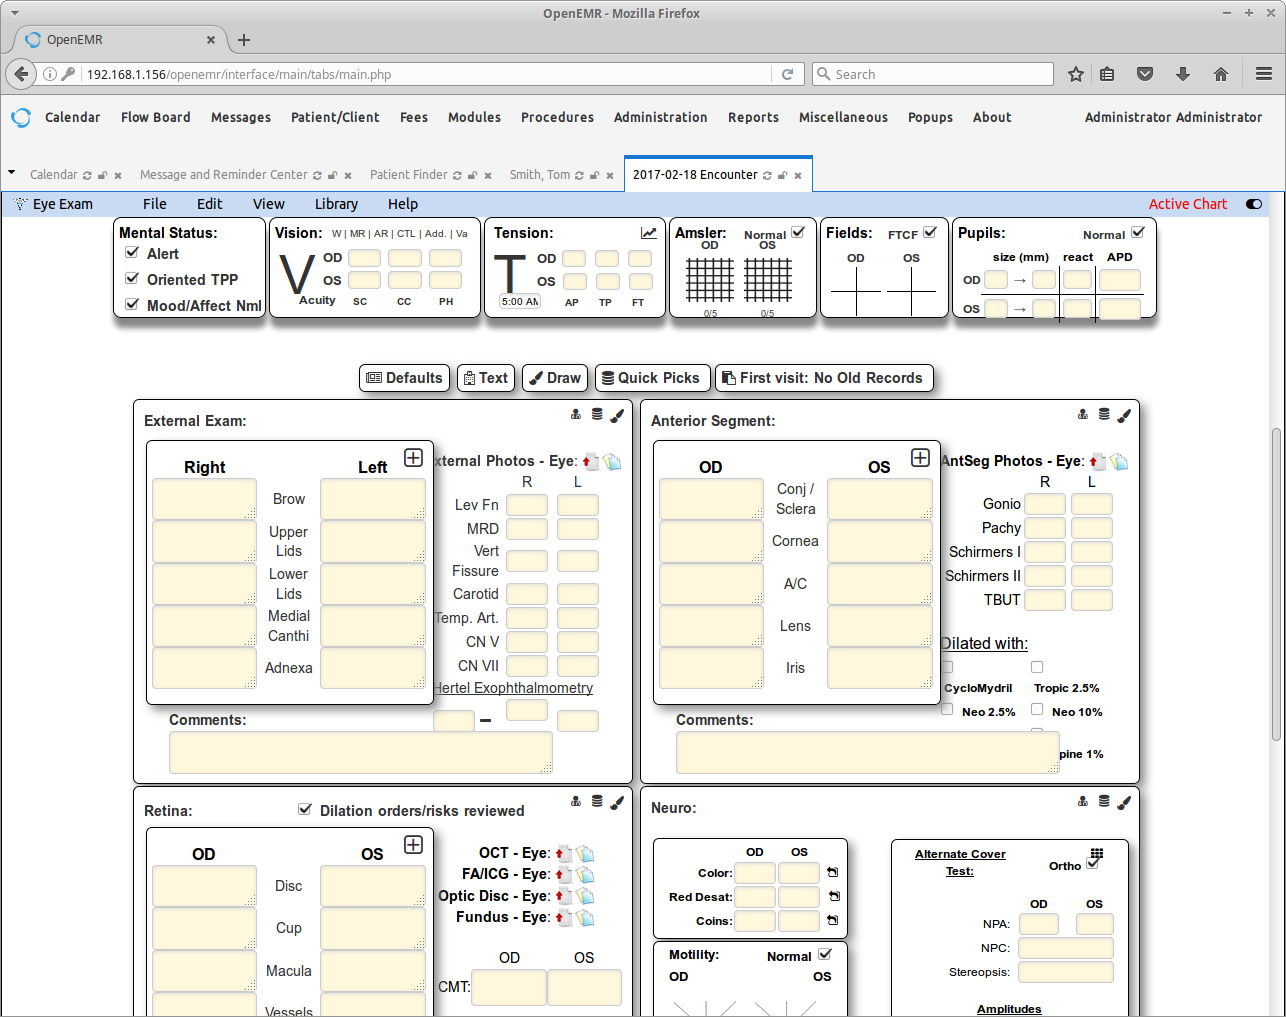 OpenEMR - Mozilla Firefox
OpenEMR
192.168.1.156/openemr/interface/main/tabs/main.php
Search
Calendar Flow Board Messages Patient/Client Fees Modules Procedures Administration Reports Miscellaneous Popups About Administrator Administrator
Calendar Message and Reminder Center Patient Finder Smith, Tom 2017-02-18 Encounter
Eye Exam File Edit View Library Help Active Chart
Mental Status:
Alert
Oriented TPP
Mood/Affect Nml
Vision: W | MR | AR | CTL | Add. | Va
V
OD
OS
Acuity SC CC PH
Tension:
T
OD
OS
5:00 AM AP TP FT
Amsler: Normal
OD OS
0/5 0/5
Fields: FTCF
OD OS
Pupils: Normal
size (mm) react APD
OD →
OS →
Defaults Text Draw Quick Picks First visit: No Old Records
External Exam:
Right Left
Brow
Upper
Lids
Lower
Lids
Medial
Canthi
Adnexa
xternal Photos - Eye:
R L
Lev Fn
MRD
Vert
Fissure
Carotid
Temp. Art.
CN V
CN VII
Hertel Exophthalmometry
Comments:
Anterior Segment:
OD OS
Conj /
Sclera
Cornea
A/C
Lens
Iris
AntSeg Photos - Eye:
R L
Gonio
Pachy
Schirmers I
Schirmers II
TBUT
Dilated with:
CycloMydril Tropic 2.5%
Neo 2.5% Neo 10%
pine 1%
Comments:
Retina: Dilation orders/risks reviewed
OD OS
Disc
Cup
Macula
Vessels
OCT - Eye:
FA/ICG - Eye:
Optic Disc - Eye:
Fundus - Eye:
OD OS
CMT:
Neuro:
OD OS
Color:
Red Desat:
Coins:
Motility: Normal
OD OS
Alternate Cover
Test:
Ortho
OD OS
NPA:
NPC:
Stereopsis:
Amplitudes